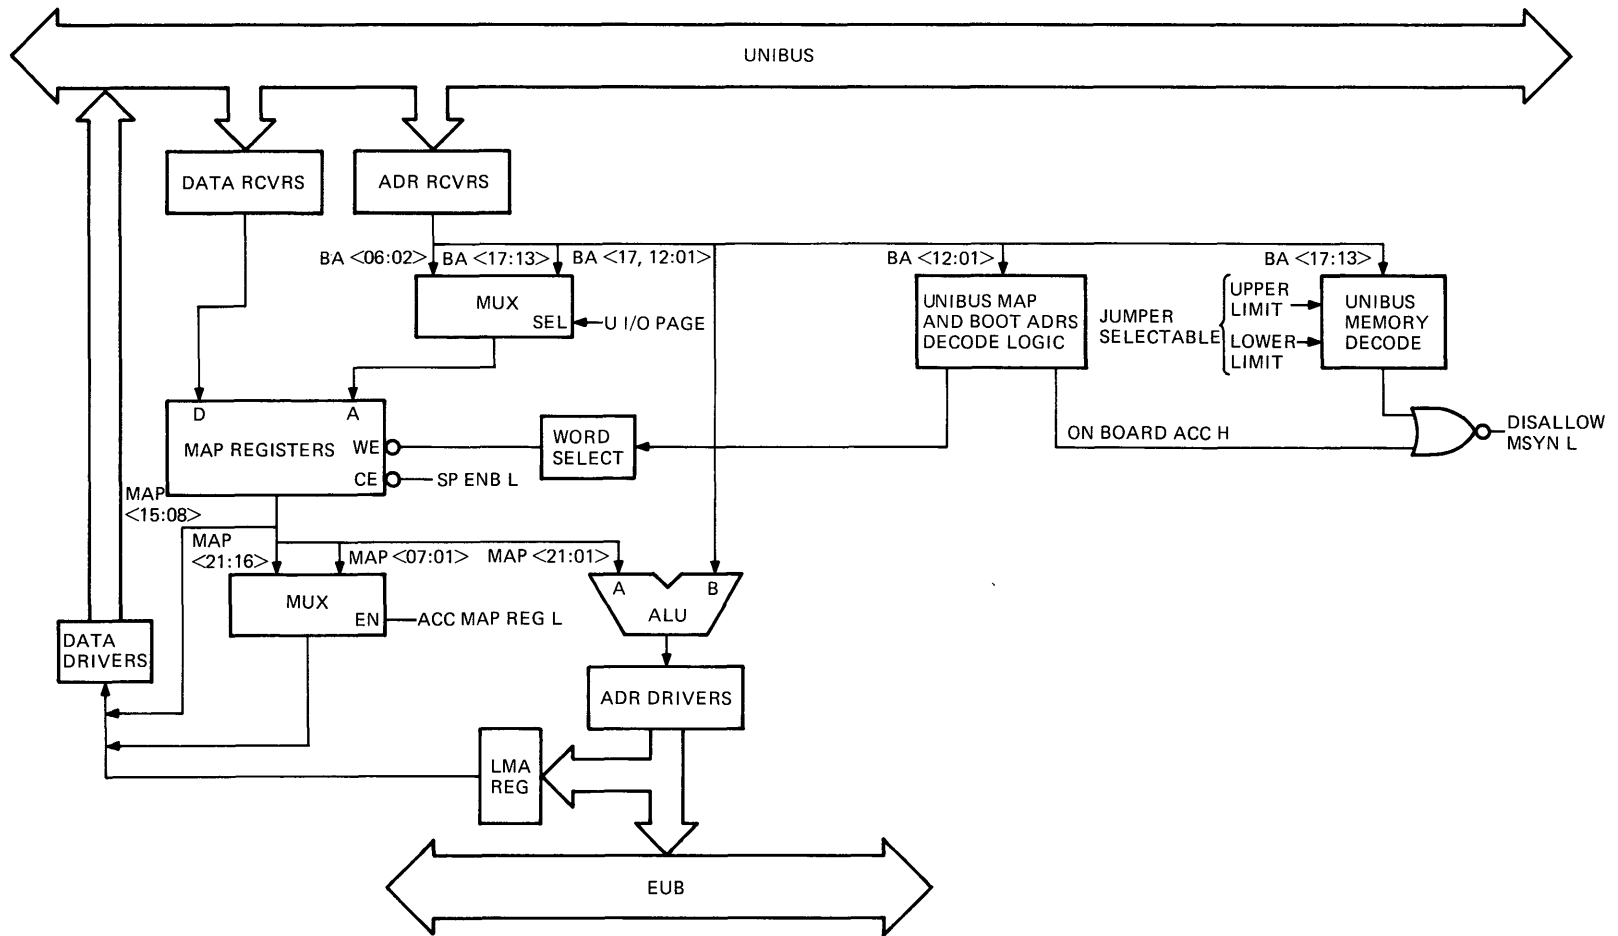 UNIBUS
DATA RCVRS
ADR RCVRS
BA <06:02>
BA <17:13>
BA <17, 12:01>
BA <12:01>
BA <17:13>
MUX
SEL
U I/O PAGE
UNIBUS MAP
AND BOOT ADRS
DECODE LOGIC
JUMPER
SELECTABLE
UPPER
LIMIT
LOWER
LIMIT
UNIBUS
MEMORY
DECODE
D
A
MAP REGISTERS
WE
CE
SP ENB L
WORD
SELECT
ON BOARD ACC H
DISALLOW
MSYN L
MAP
<15:08>
MAP
<21:16>
MAP <07:01>
MAP <21:01>
MUX
EN
ACC MAP REG L
A
B
ALU
DATA
DRIVERS
ADR DRIVERS
LMA
REG
EUB